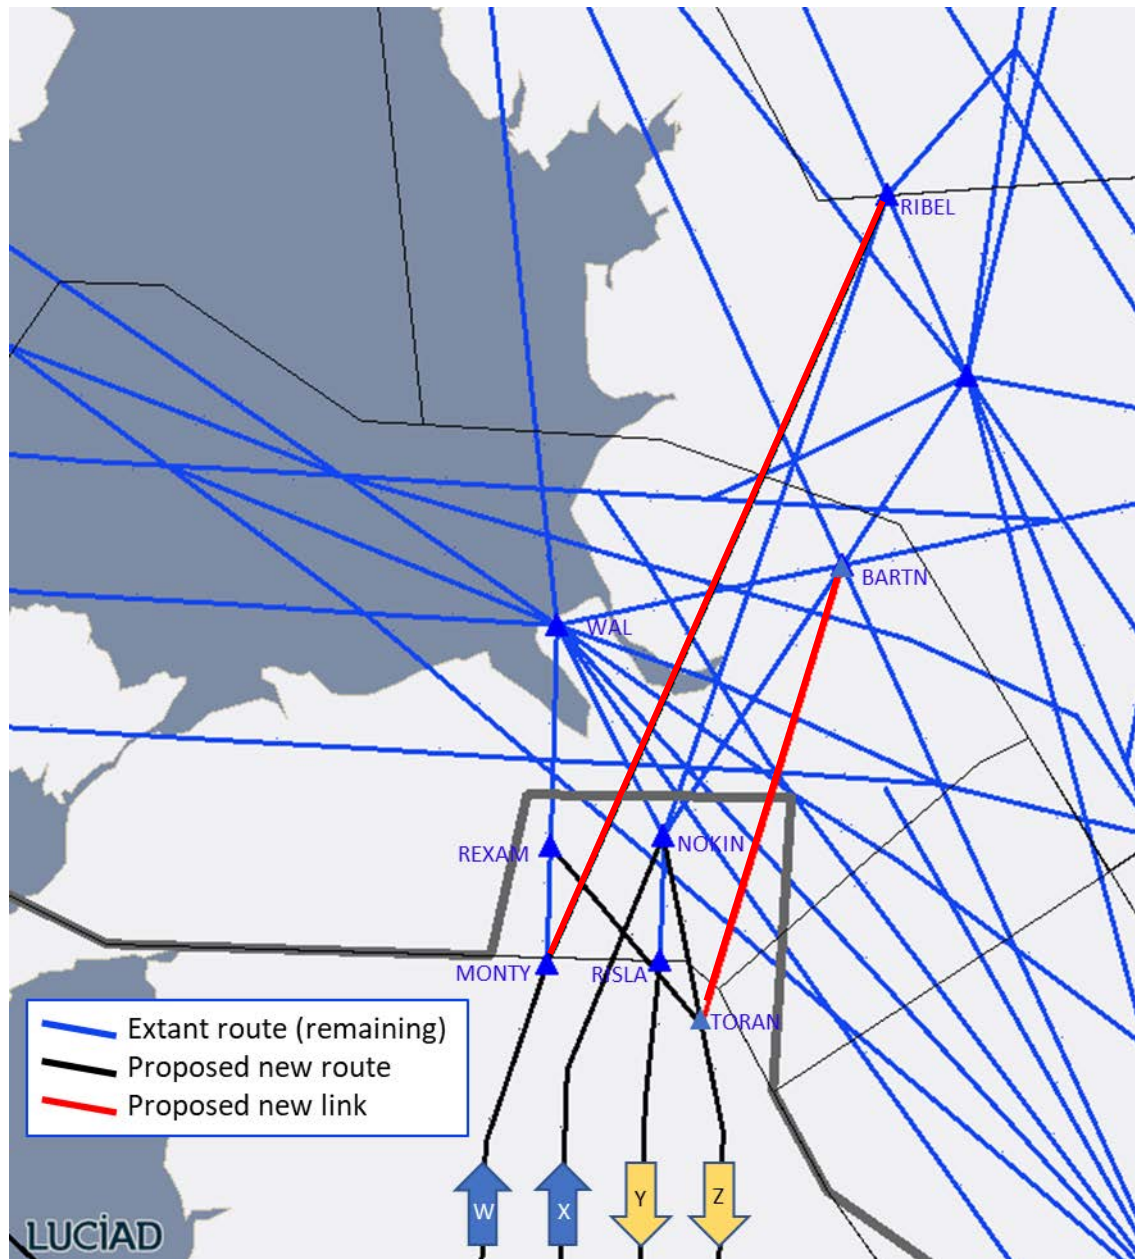 RIBEL
BARTN
WAL
REXAM
NOKIN
MONTY
RISLA
TORAN
Extant route (remaining)
Proposed new route
Proposed new link
W
X
Y
Z
LUCiAD